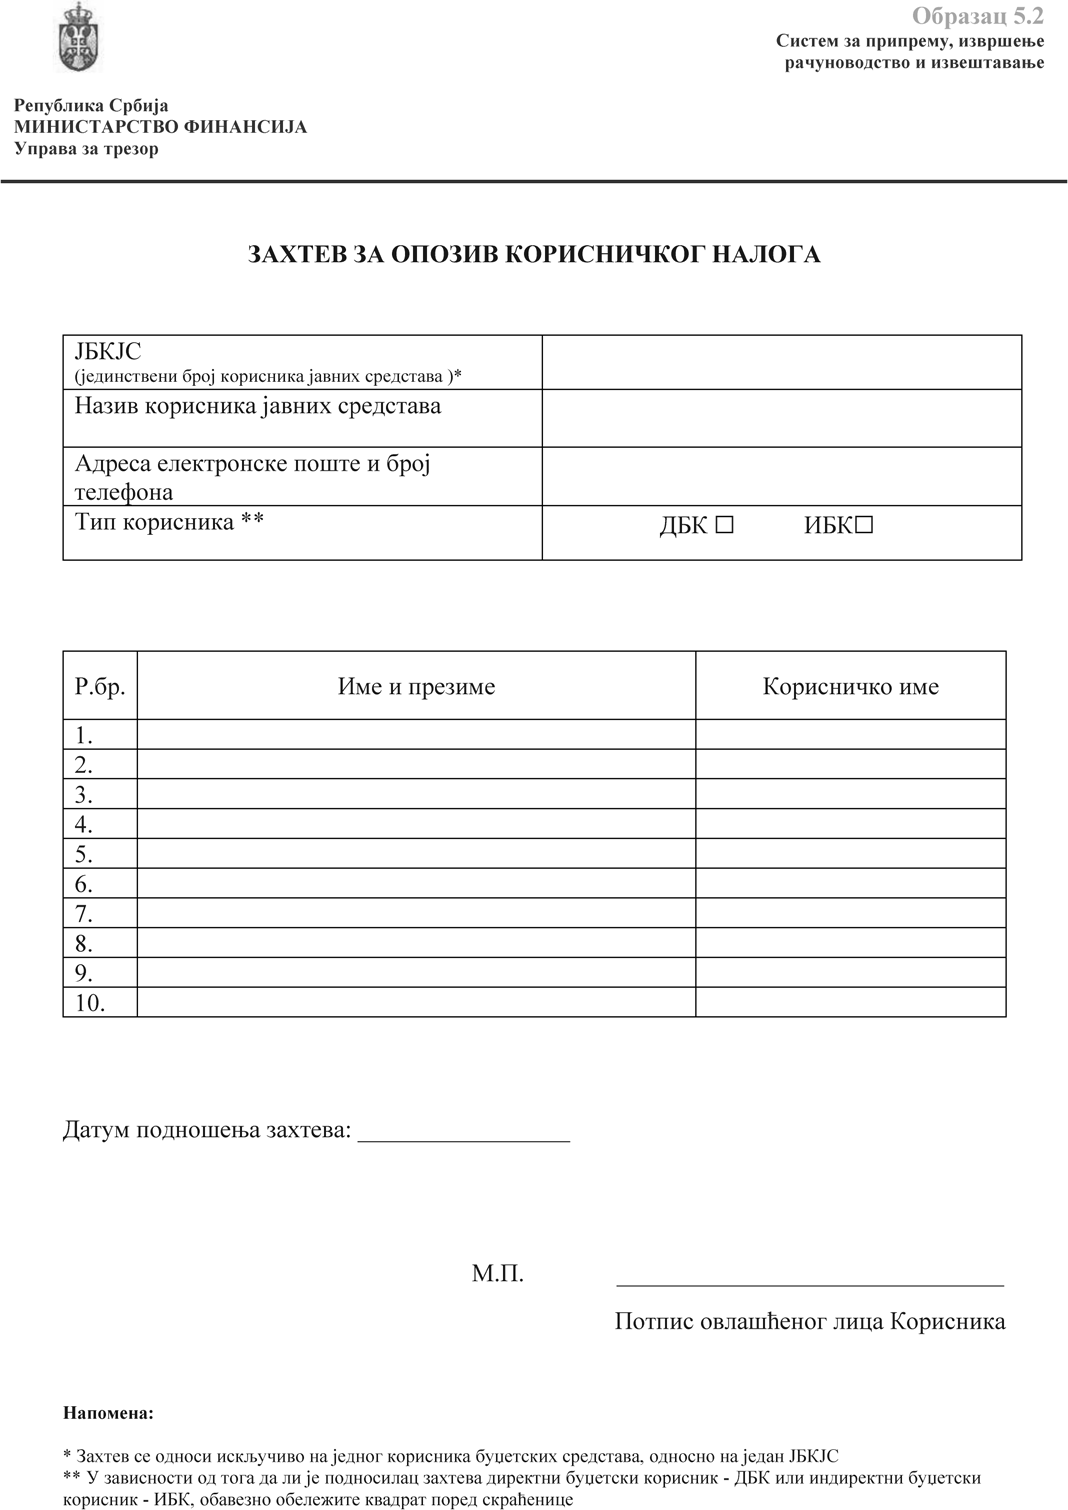 Образац 5.2
Систем за припрему, извршење
рачуноводство и извештавање
Република Србија
МИНИСТАРСТВО ФИНАНСИЈА
Управа за трезор
ЗАХТЕВ ЗА ОПОЗИВ КОРИСНИЧКОГ НАЛОГА
ЈБКЈС
(јединствени број корисника јавних средстава )*
Назив корисника јавних средстава
Адреса електронске поште и број
телефона
Тип корисника ** ДБК ☐ ИБК☐
Р.бр. Име и презиме Корисничко име
1.
2.
3.
4.
5.
6.
7.
8.
9.
10.
Датум подношења захтева: _________________
М.П. _______________________________
Потпис овлашћеног лица Корисника
Напомена:
* Захтев се односи искључиво на једног корисника буџетских средстава, односно на један ЈБКЈС
** У зависности од тога да ли је подносилац захтева директни буџетски корисник - ДБК или индиректни буџетски
корисник - ИБК, обавезно обележите квадрат поред скраћенице